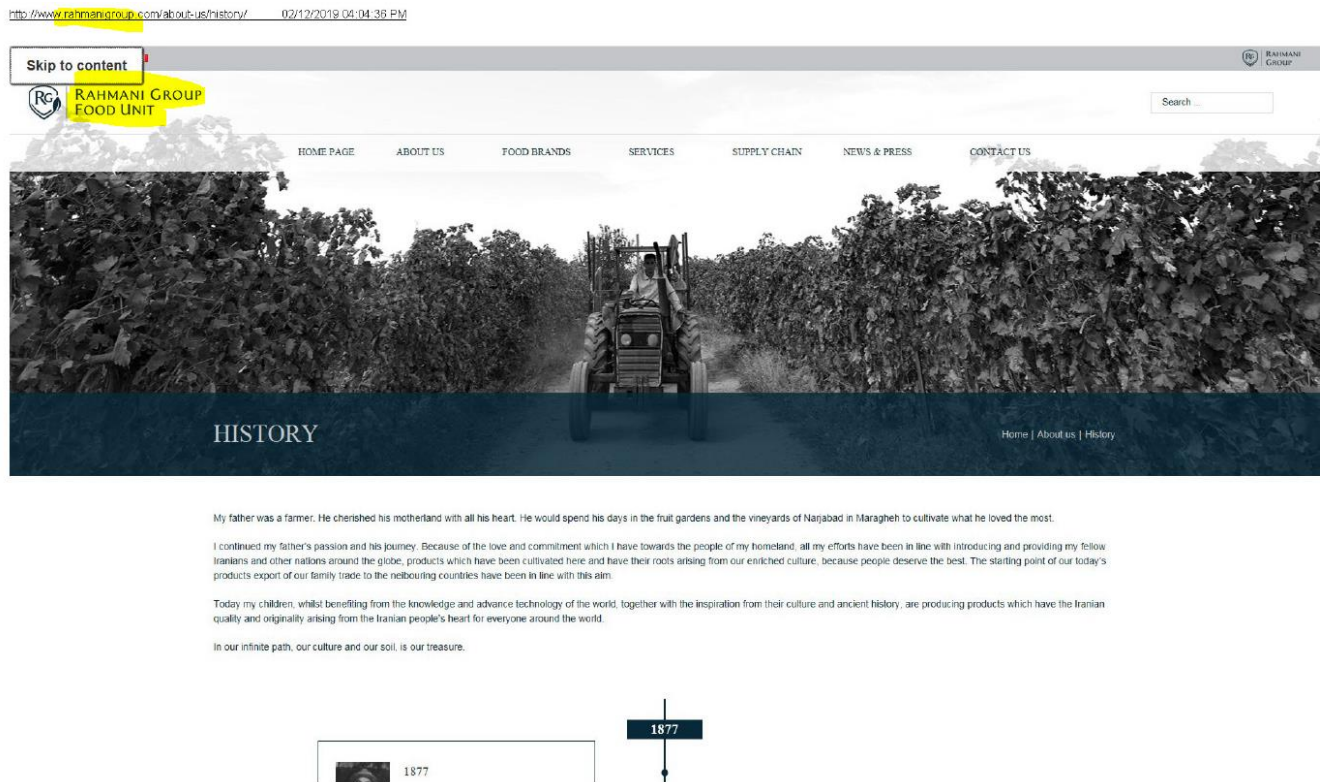 http://www.rahmanigroup.com/about-us/history/ 02/12/2019 04:04:36 PM
Skip to content
RG RAHMANI GROUP
RG RAHMANI GROUP FOOD UNIT
Search ...
HOME PAGE ABOUT US FOOD BRANDS SERVICES SUPPLY CHAIN NEWS & PRESS CONTACT US
HISTORY
Home | About us | History
My father was a farmer. He cherished his motherland with all his heart. He would spend his days in the fruit gardens and the vineyards of Narjabad in Maragheh to cultivate what he loved the most.
I continued my father's passion and his journey. Because of the love and commitment which I have towards the people of my homeland, all my efforts have been in line with introducing and providing my fellow
Iranians and other nations around the globe, products which have been cultivated here and have their roots arising from our enriched culture, because people deserve the best. The starting point of our today's
products export of our family trade to the neibouring countries have been in line with this aim.
Today my children, whilst benefiting from the knowledge and advance technology of the world, together with the inspiration from their culture and ancient history, are producing products which have the Iranian
quality and originality arising from the Iranian people's heart for everyone around the world.
In our infinite path, our culture and our soil, is our treasure.
1877
1877